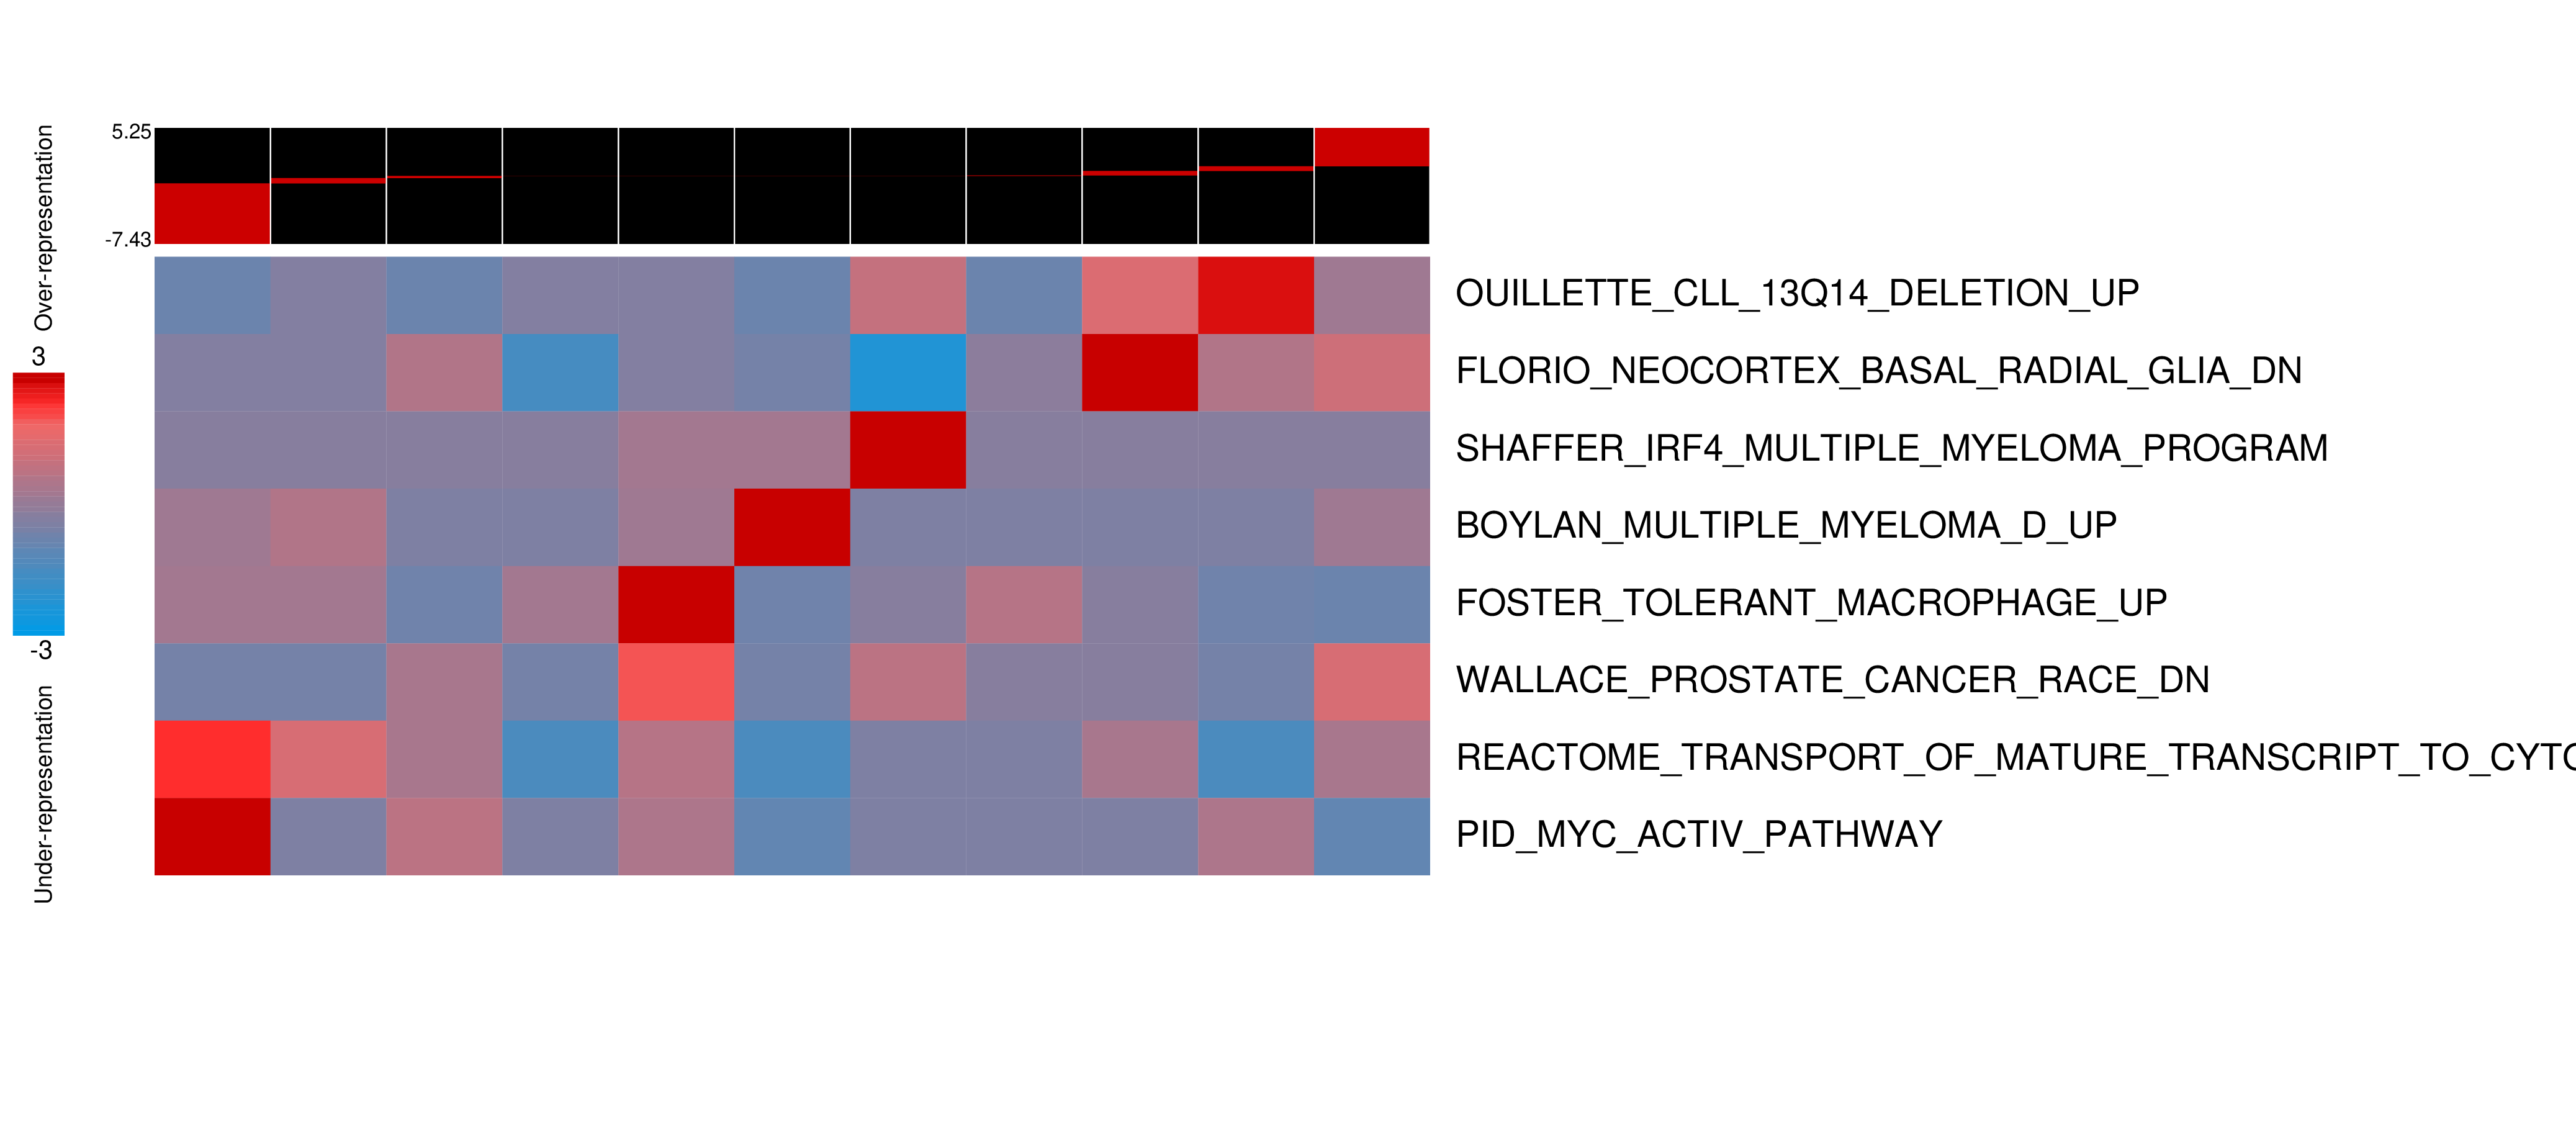 Over-representation
5.25
-7.43
3
-3
Under-representation
OUILLETTE_CLL_13Q14_DELETION_UP
FLORIO_NEOCORTEX_BASAL_RADIAL_GLIA_DN
SHAFFER_IRF4_MULTIPLE_MYELOMA_PROGRAM
BOYLAN_MULTIPLE_MYELOMA_D_UP
FOSTER_TOLERANT_MACROPHAGE_UP
WALLACE_PROSTATE_CANCER_RACE_DN
REACTOME_TRANSPORT_OF_MATURE_TRANSCRIPT_TO_CYTO
PID_MYC_ACTIV_PATHWAY